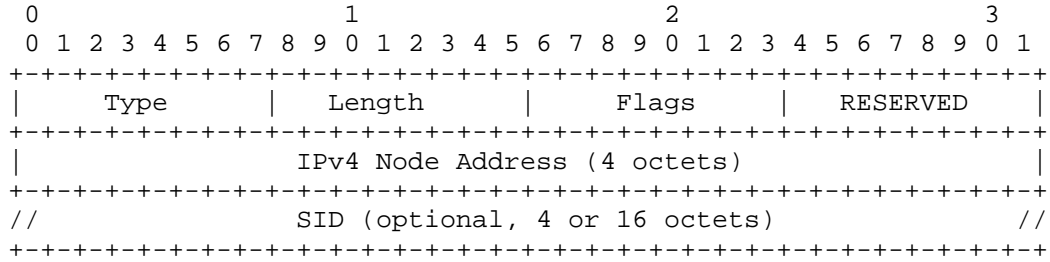 0                   1                   2                   3
 0 1 2 3 4 5 6 7 8 9 0 1 2 3 4 5 6 7 8 9 0 1 2 3 4 5 6 7 8 9 0 1
+-+-+-+-+-+-+-+-+-+-+-+-+-+-+-+-+-+-+-+-+-+-+-+-+-+-+-+-+-+-+-+-+
|     Type      |   Length      |     Flags     |   RESERVED    |
+-+-+-+-+-+-+-+-+-+-+-+-+-+-+-+-+-+-+-+-+-+-+-+-+-+-+-+-+-+-+-+-+
|                 IPv4 Node Address (4 octets)                  |
+-+-+-+-+-+-+-+-+-+-+-+-+-+-+-+-+-+-+-+-+-+-+-+-+-+-+-+-+-+-+-+-+
//                SID (optional, 4 or 16 octets)               //
+-+-+-+-+-+-+-+-+-+-+-+-+-+-+-+-+-+-+-+-+-+-+-+-+-+-+-+-+-+-+-+-+